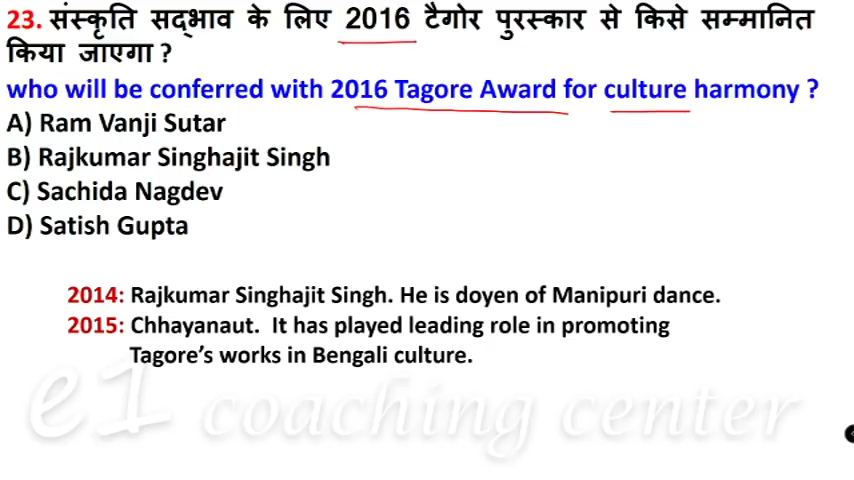 23. संस्कृति सद्भाव के लिए 2016 टैगोर पुरस्कार से किसे सम्मानित
किया जाएगा ?
who will be conferred with 2016 Tagore Award for culture harmony ?
A) Ram Vanji Sutar
B) Rajkumar Singhajit Singh
C) Sachida Nagdev
D) Satish Gupta
2014: Rajkumar Singhajit Singh. He is doyen of Manipuri dance.
2015: Chhayanaut. It has played leading role in promoting
Tagore's works in Bengali culture.
e1 coaching center